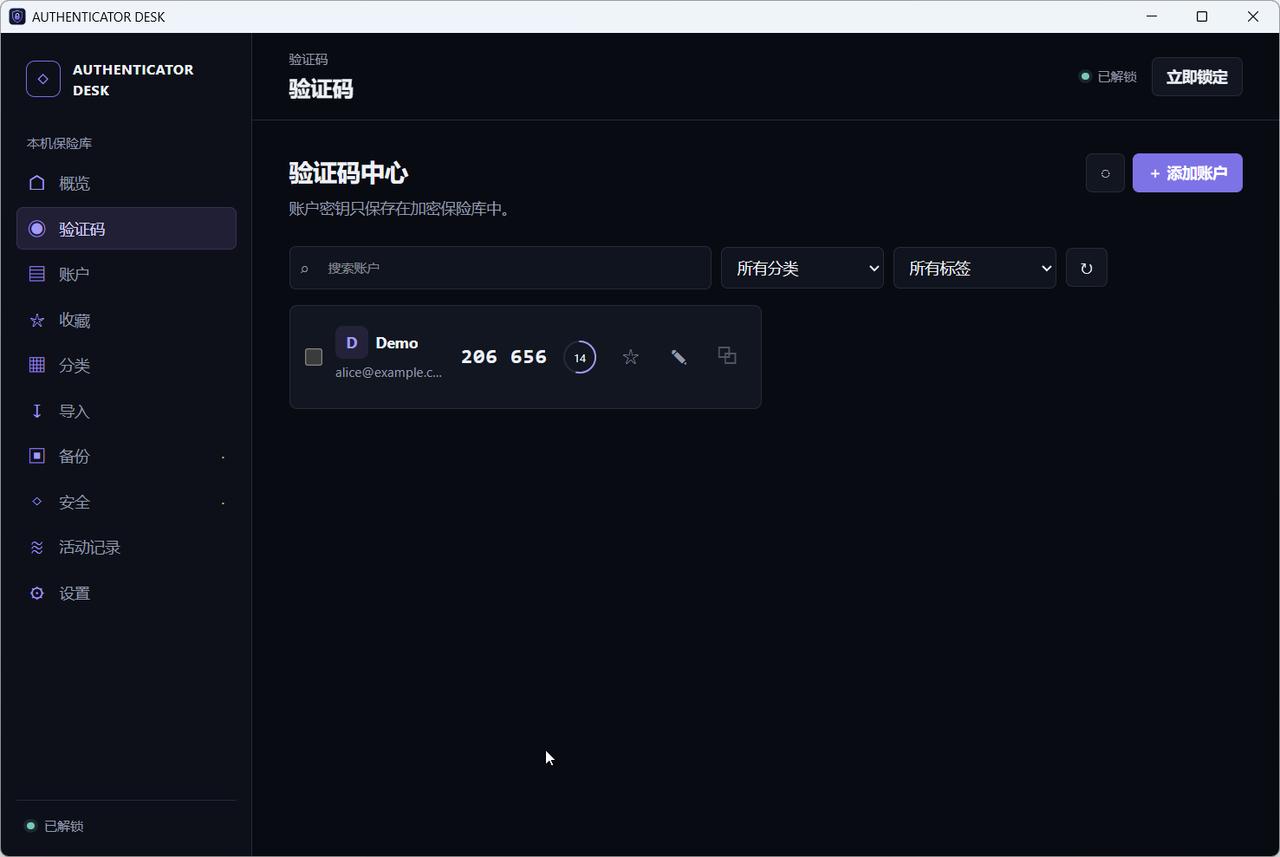 AUTHENTICATOR DESK
AUTHENTICATOR
DESK
本机保险库
概览
验证码
账户
收藏
分类
导入
备份
安全
活动记录
设置
已解锁
验证码
验证码
已解锁
立即锁定
验证码中心
+ 添加账户
账户密钥只保存在加密保险库中。
搜索账户
所有分类
所有标签
D Demo
alice@example.c...
206 656
14